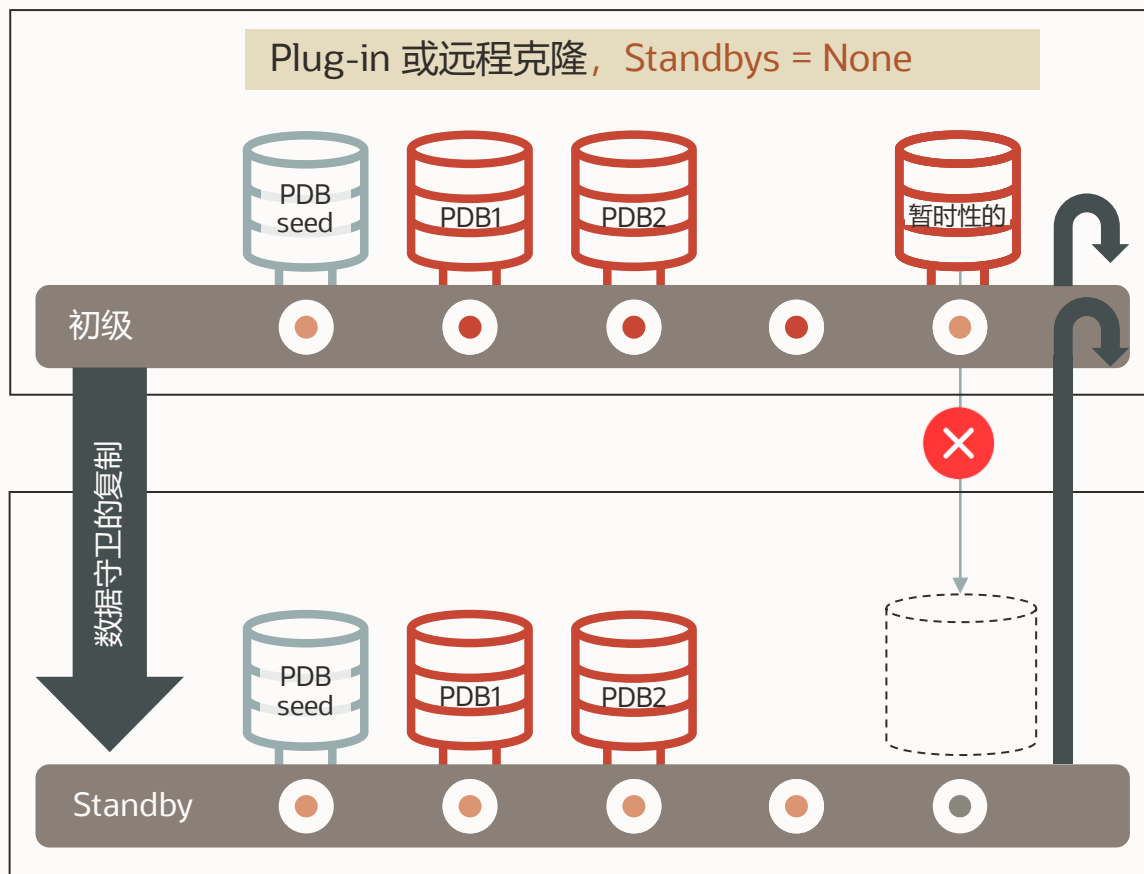 Plug-in 或远程克隆，Standbys = None
PDB
seed
PDB1
PDB2
暂时性的
初级
数据守卫的复制
PDB
seed
PDB1
PDB2
Standby